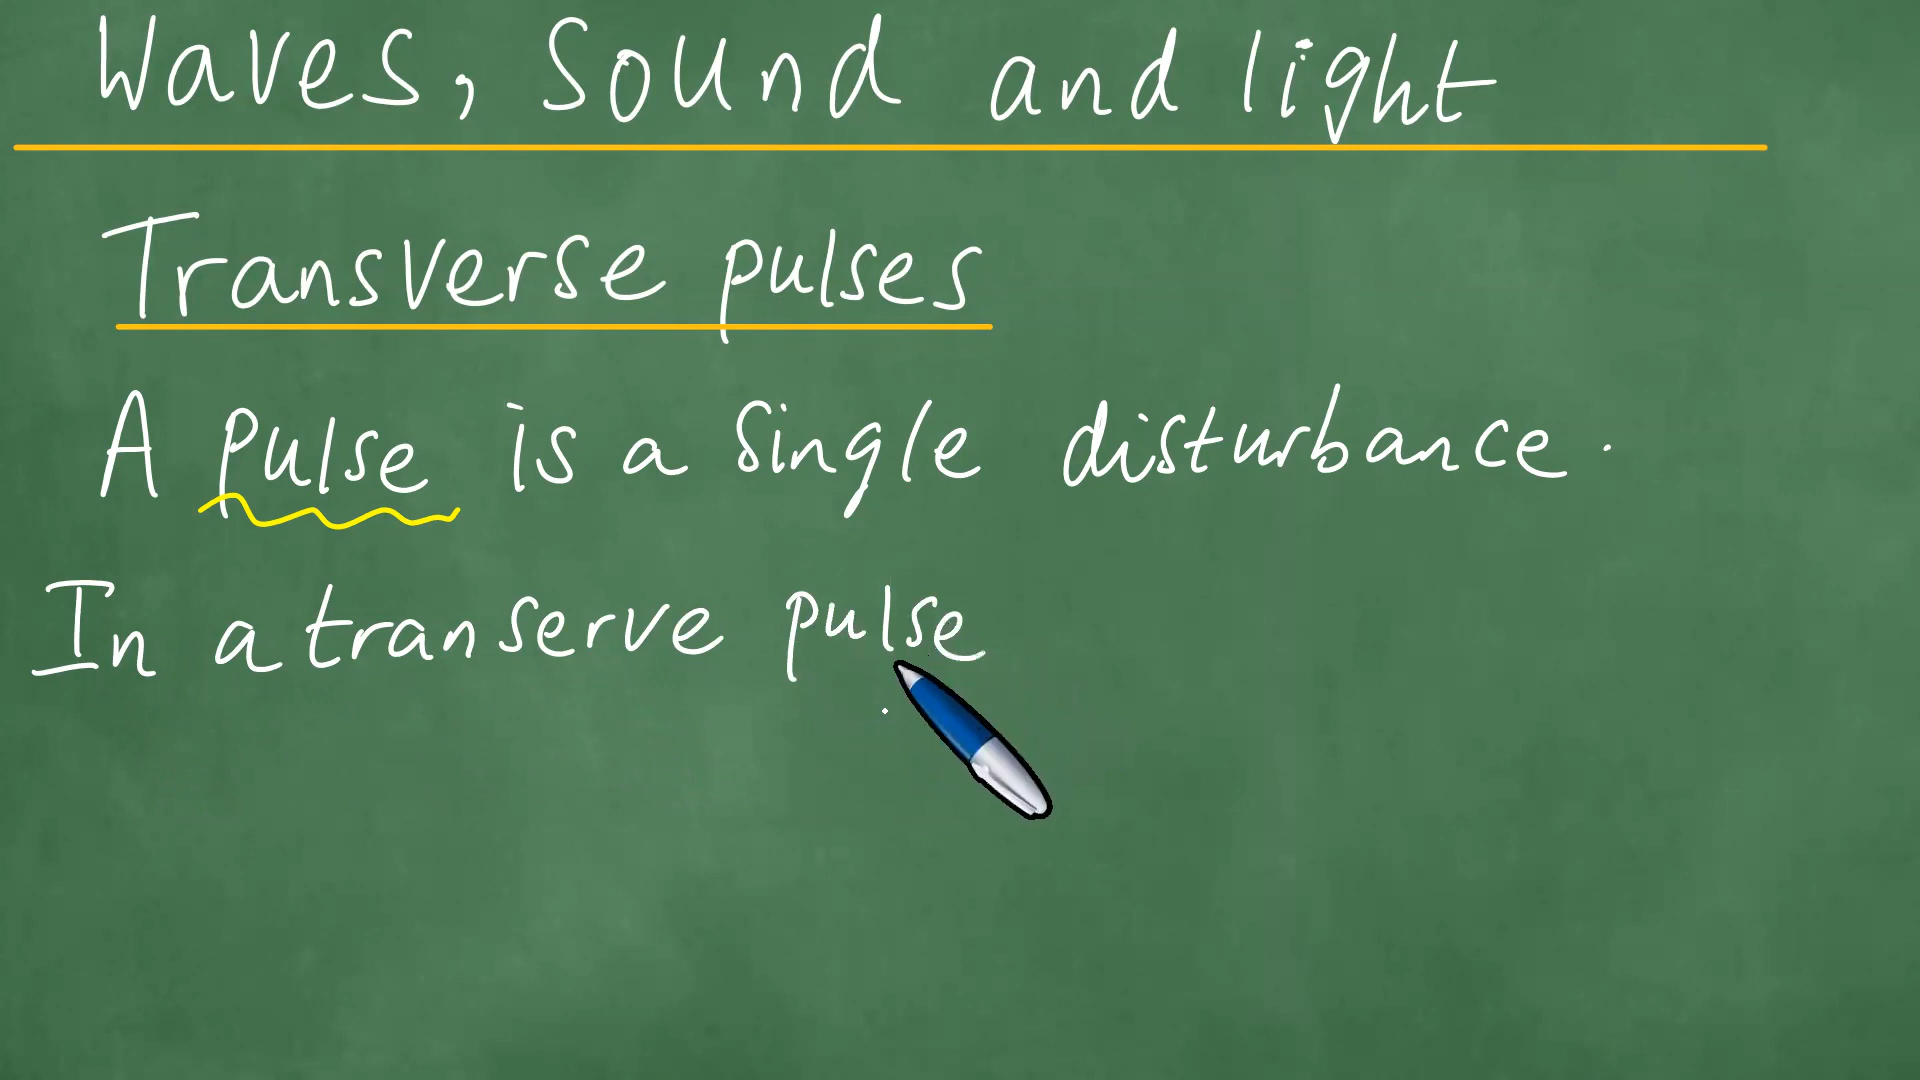 Waves, Sound and light
Transverse pulses
A pulse is a single disturbance.
In a transerve pulse